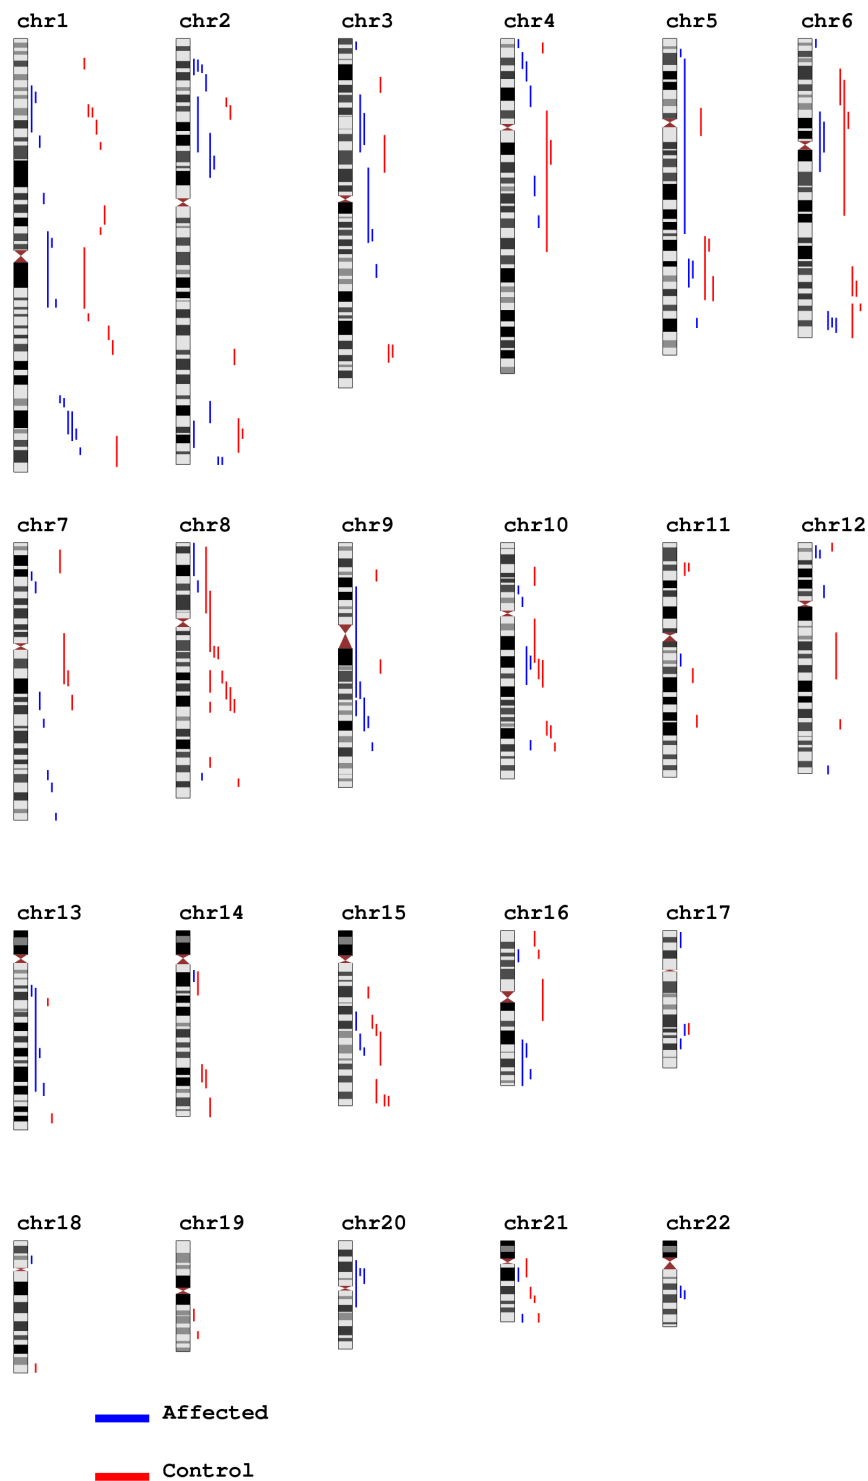 chr1 chr2 chr3 chr4 chr5 chr6
chr7 chr8 chr9 chr10 chr11 chr12
chr13 chr14 chr15 chr16 chr17
chr18 chr19 chr20 chr21 chr22
Affected
Control